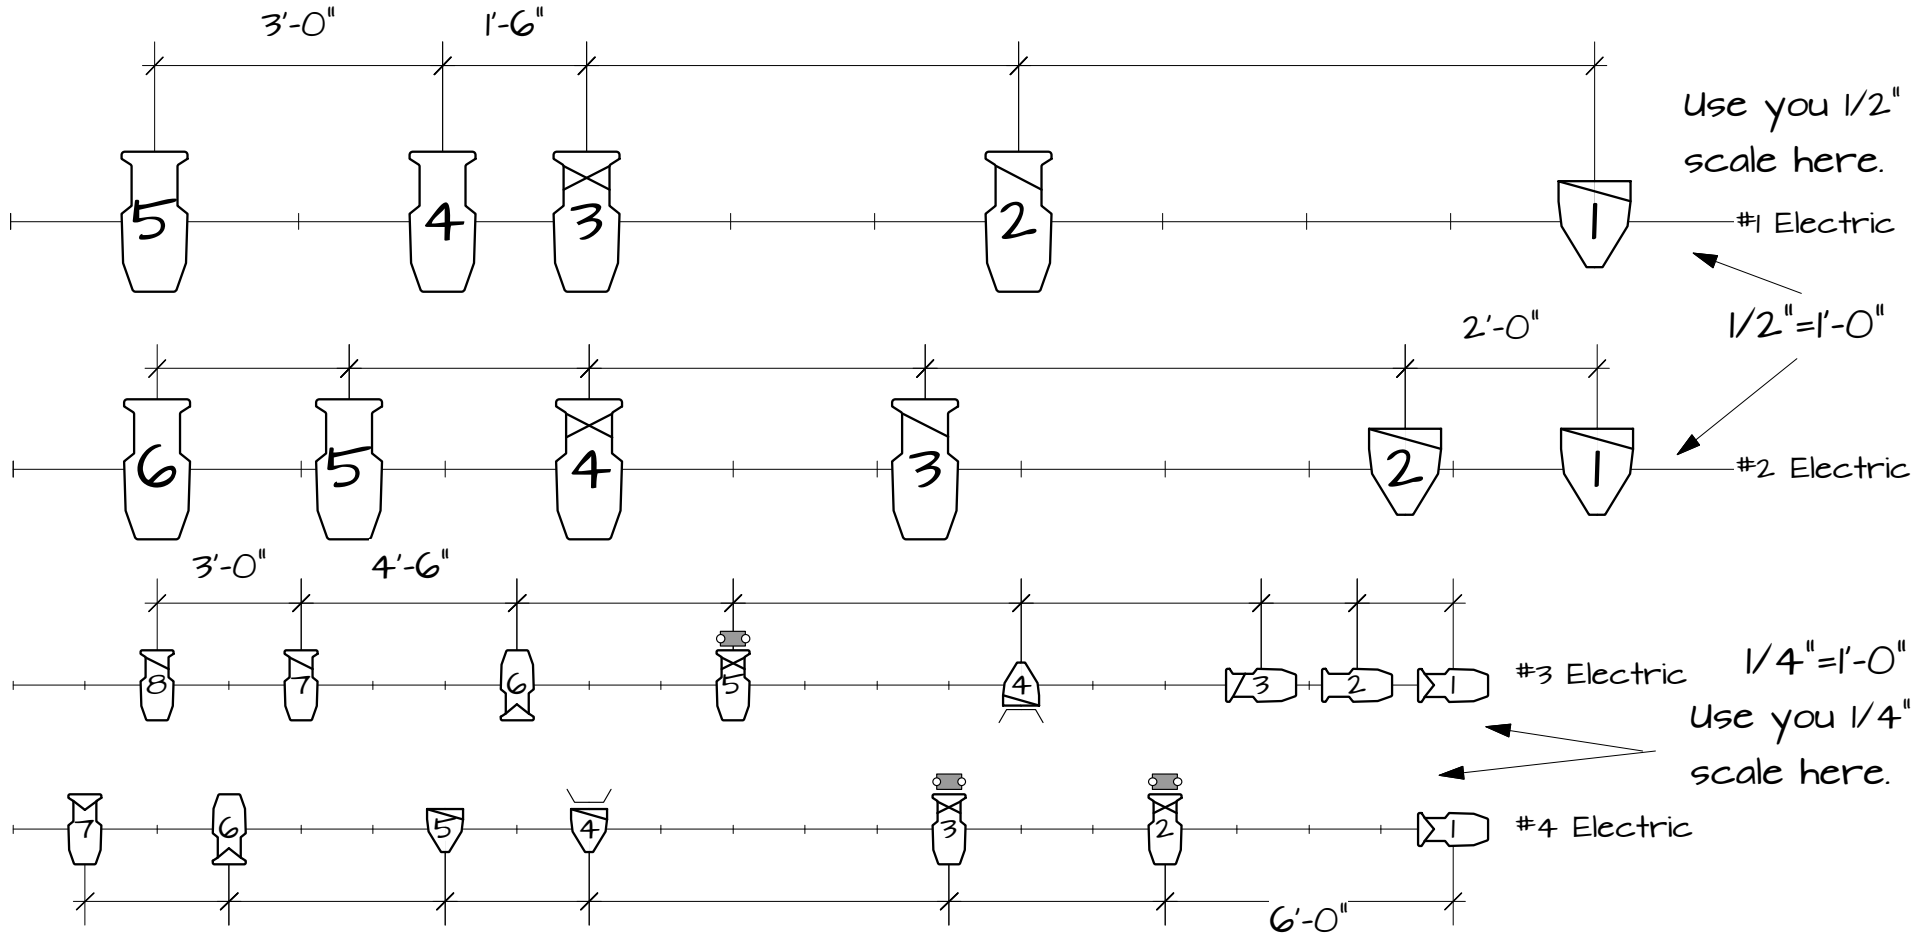 3'-0" 1'-6"
Use you 1/2"
scale here.
5 4 3 2 1 #1 Electric
1/2"=1'-0"
2'-0"
6 5 4 3 2 1 #2 Electric
3'-0" 4'-6"
1/4"=1'-0"
8 7 6 5 4 3 2 1 #3 Electric
Use you 1/4"
scale here.
7 6 5 4 3 2 1 #4 Electric
6'-0"